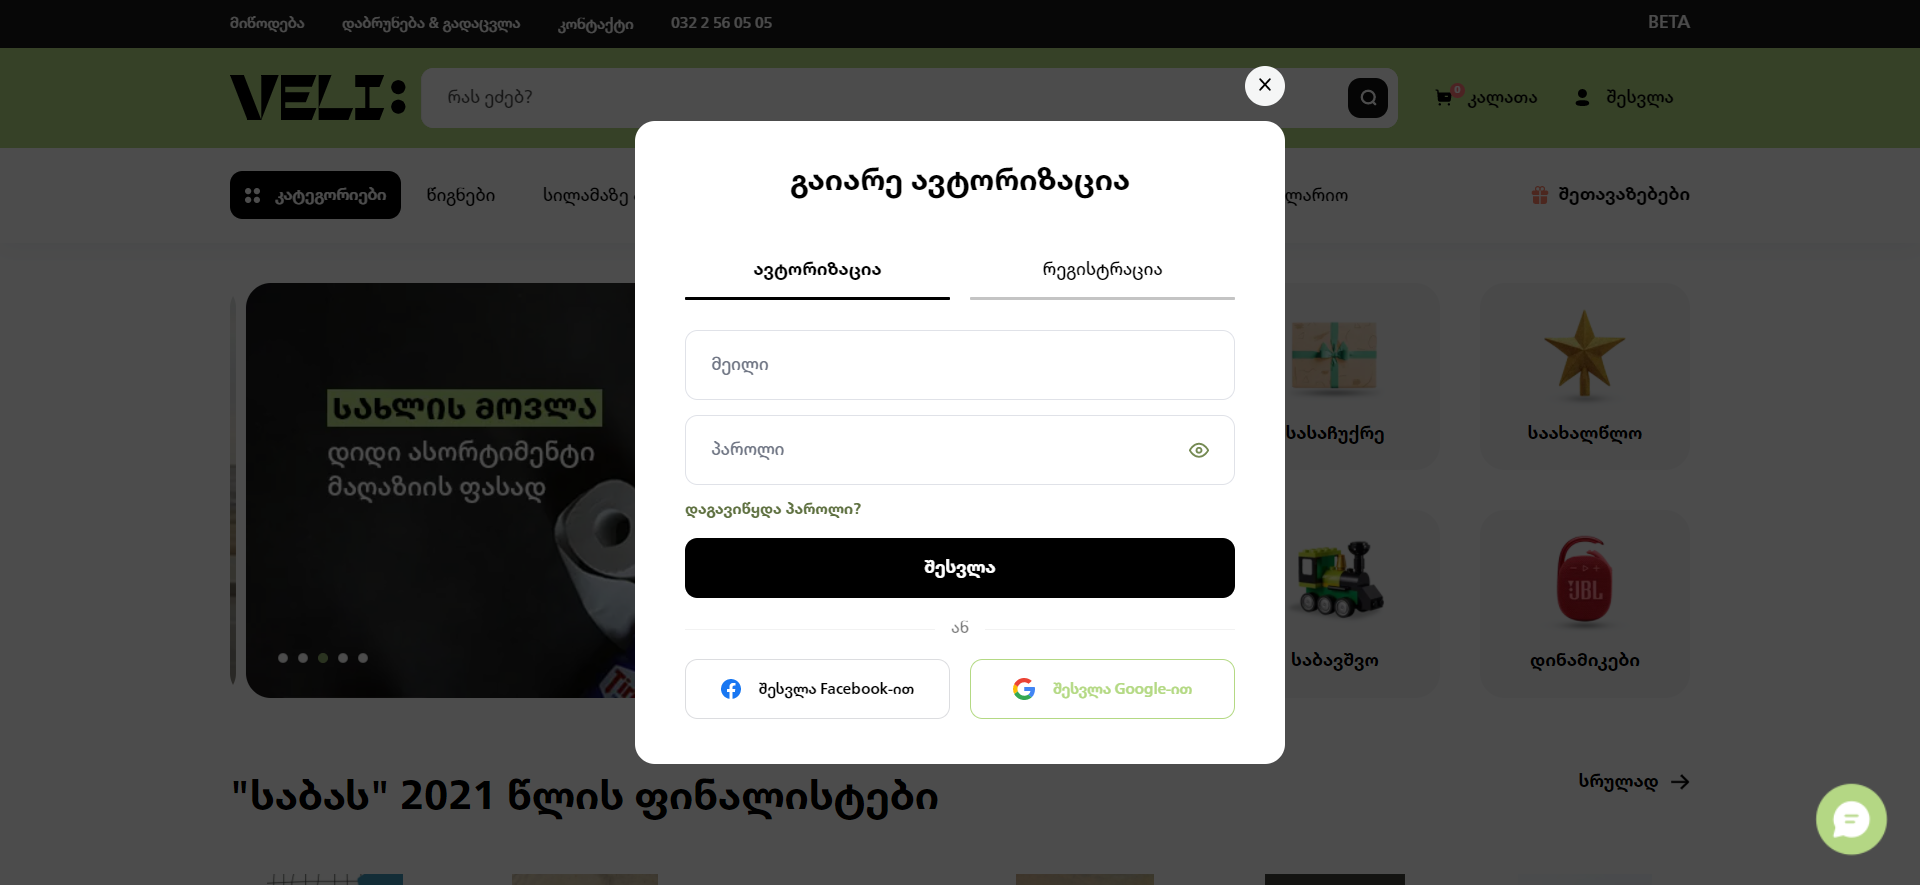 მიწოდება
დაბრუნება & გადაცვლა
კონტაქტი
032 2 56 05 05
BETA
VELI:
რას ეძებ?
0
კალათა
შესვლა
კატეგორიები
წიგნები
სილამაზე
ლარიო
შეთავაზებები
გაიარე ავტორიზაცია
ავტორიზაცია
რეგისტრაცია
მეილი
პაროლი
დაგავიწყდა პაროლი?
შესვლა
ან
შესვლა Facebook-ით
შესვლა Google-ით
სახლის მოვლა
დიდი ასორტიმენტი
მაღაზიის ფასად
სასაჩუქრე
საახალწლო
საბავშვო
JBL
დინამიკები
"საბას" 2021 წლის ფინალისტები
სრულად